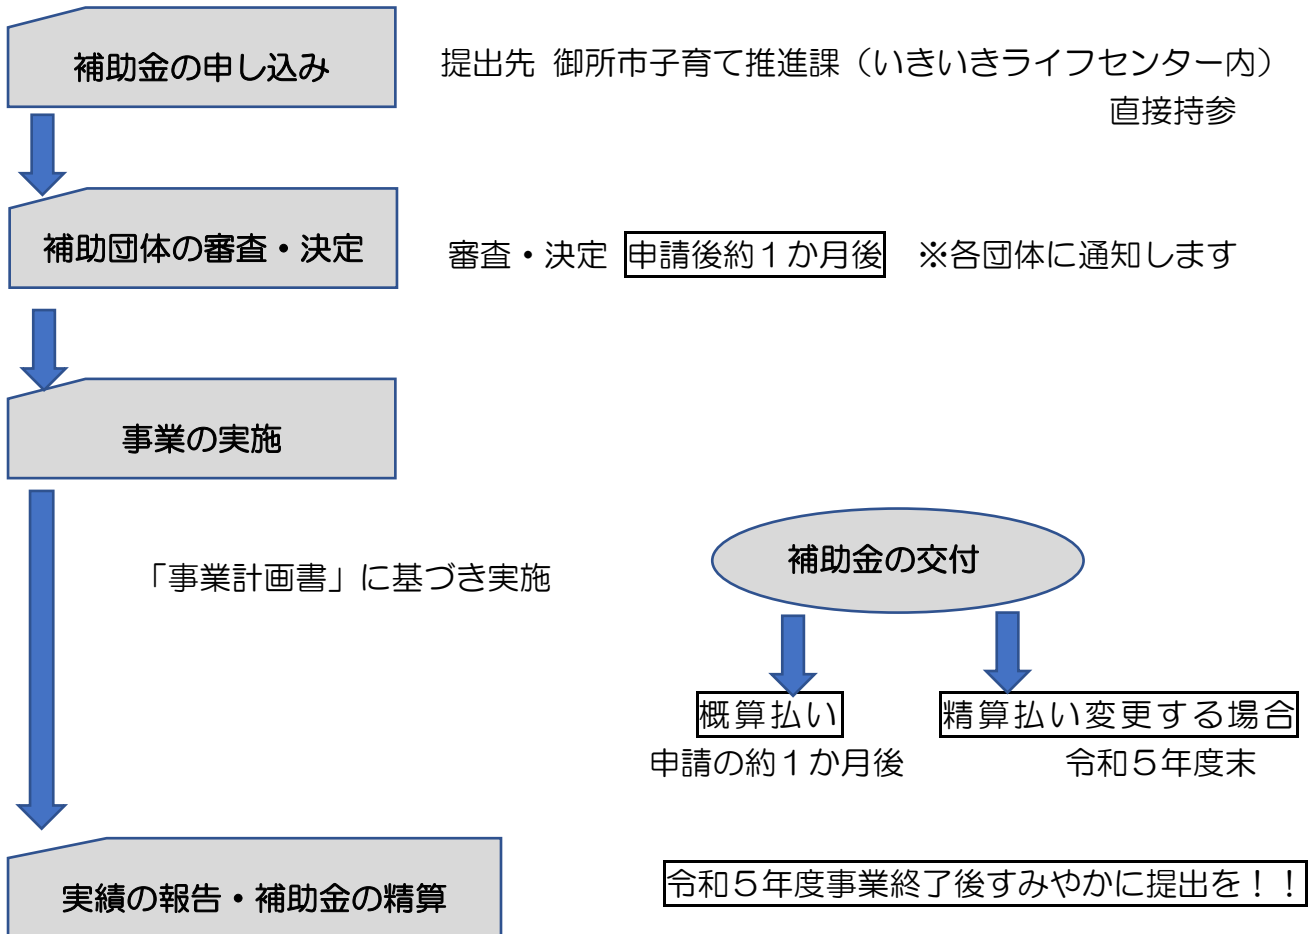 補助金の申し込み
提出先 御所市子育て推進課（いきいきライフセンター内）
直接持参
補助団体の審査・決定
審査・決定 申請後約１か月後 ※各団体に通知します
事業の実施
「事業計画書」に基づき実施
補助金の交付
概算払い 精算払い変更する場合
申請の約１か月後 令和５年度末
実績の報告・補助金の精算
令和５年度事業終了後すみやかに提出を！！